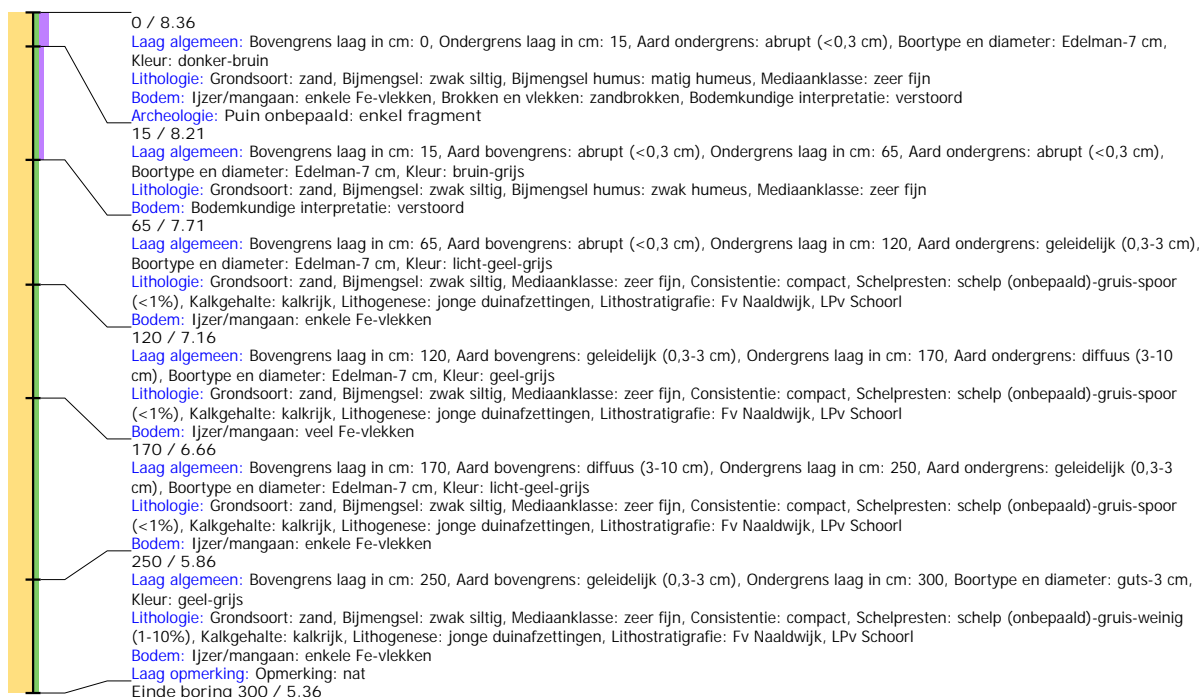 0 / 8.36
Laag algemeen: Bovengrens laag in cm: 0, Ondergrens laag in cm: 15, Aard ondergrens: abrupt (<0,3 cm), Boortype en diameter: Edelman-7 cm,
Kleur: donker-bruin
Lithologie: Grondsoort: zand, Bijmengsel: zwak siltig, Bijmengsel humus: matig humeus, Mediaanklasse: zeer fijn
Bodem: Ijzer/mangaan: enkele Fe-vlekken, Brokken en vlekken: zandbrokken, Bodemkundige interpretatie: verstoord
Archeologie: Puin onbepaald: enkel fragment
15 / 8.21
Laag algemeen: Bovengrens laag in cm: 15, Aard bovengrens: abrupt (<0,3 cm), Ondergrens laag in cm: 65, Aard ondergrens: abrupt (<0,3 cm),
Boortype en diameter: Edelman-7 cm, Kleur: bruin-grijs
Lithologie: Grondsoort: zand, Bijmengsel: zwak siltig, Bijmengsel humus: zwak humeus, Mediaanklasse: zeer fijn
Bodem: Bodemkundige interpretatie: verstoord
65 / 7.71
Laag algemeen: Bovengrens laag in cm: 65, Aard bovengrens: abrupt (<0,3 cm), Ondergrens laag in cm: 120, Aard ondergrens: geleidelijk (0,3-3 cm),
Boortype en diameter: Edelman-7 cm, Kleur: licht-geel-grijs
Lithologie: Grondsoort: zand, Bijmengsel: zwak siltig, Mediaanklasse: zeer fijn, Consistentie: compact, Schelpresten: schelp (onbepaald)-gruis-spoor
(<1%), Kalkgehalte: kalkrijk, Lithogenese: jonge duinafzettingen, Lithostratigrafie: Fv Naaldwijk, LPv Schoorl
Bodem: Ijzer/mangaan: enkele Fe-vlekken
120 / 7.16
Laag algemeen: Bovengrens laag in cm: 120, Aard bovengrens: geleidelijk (0,3-3 cm), Ondergrens laag in cm: 170, Aard ondergrens: diffuus (3-10
cm), Boortype en diameter: Edelman-7 cm, Kleur: geel-grijs
Lithologie: Grondsoort: zand, Bijmengsel: zwak siltig, Mediaanklasse: zeer fijn, Consistentie: compact, Schelpresten: schelp (onbepaald)-gruis-spoor
(<1%), Kalkgehalte: kalkrijk, Lithogenese: jonge duinafzettingen, Lithostratigrafie: Fv Naaldwijk, LPv Schoorl
Bodem: Ijzer/mangaan: veel Fe-vlekken
170 / 6.66
Laag algemeen: Bovengrens laag in cm: 170, Aard bovengrens: diffuus (3-10 cm), Ondergrens laag in cm: 250, Aard ondergrens: geleidelijk (0,3-3
cm), Boortype en diameter: Edelman-7 cm, Kleur: licht-geel-grijs
Lithologie: Grondsoort: zand, Bijmengsel: zwak siltig, Mediaanklasse: zeer fijn, Consistentie: compact, Schelpresten: schelp (onbepaald)-gruis-spoor
(<1%), Kalkgehalte: kalkrijk, Lithogenese: jonge duinafzettingen, Lithostratigrafie: Fv Naaldwijk, LPv Schoorl
Bodem: Ijzer/mangaan: enkele Fe-vlekken
250 / 5.86
Laag algemeen: Bovengrens laag in cm: 250, Aard bovengrens: geleidelijk (0,3-3 cm), Ondergrens laag in cm: 300, Boortype en diameter: guts-3 cm,
Kleur: geel-grijs
Lithologie: Grondsoort: zand, Bijmengsel: zwak siltig, Mediaanklasse: zeer fijn, Consistentie: compact, Schelpresten: schelp (onbepaald)-gruis-weinig
(1-10%), Kalkgehalte: kalkrijk, Lithogenese: jonge duinafzettingen, Lithostratigrafie: Fv Naaldwijk, LPv Schoorl
Bodem: Ijzer/mangaan: enkele Fe-vlekken
Laag opmerking: Opmerking: nat
Einde boring 300 / 5.36